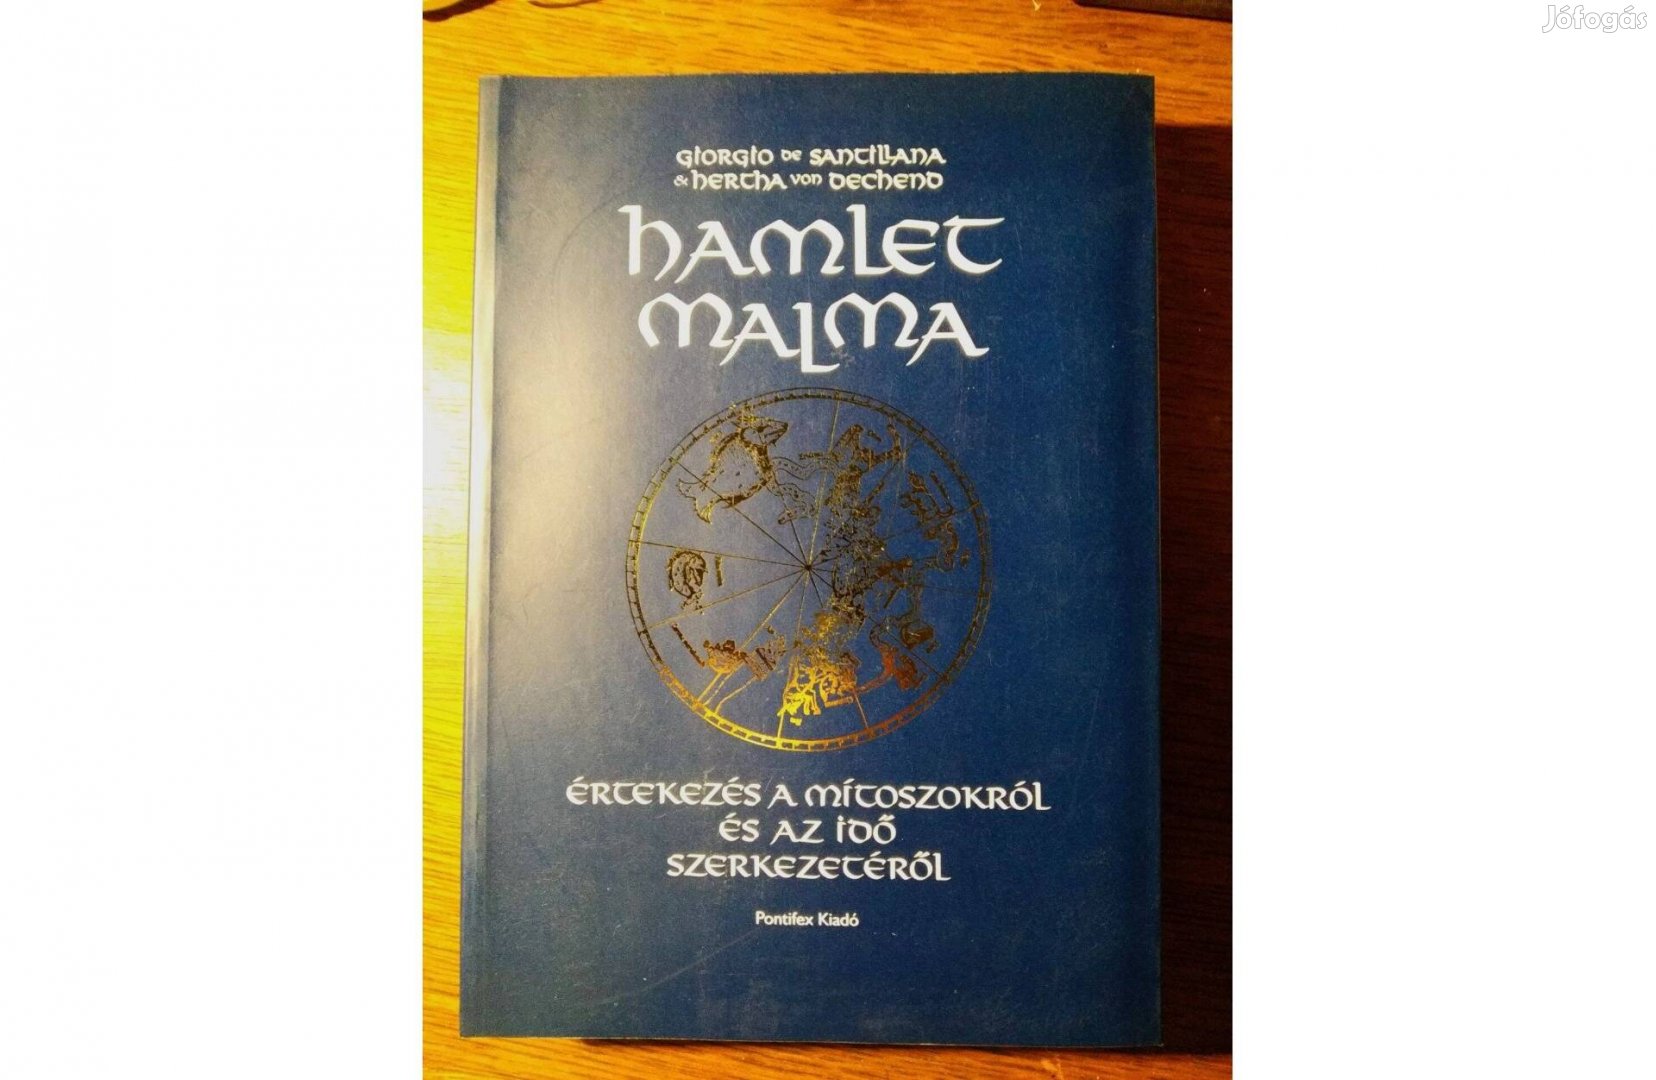 Jófogás
GIORGIO DE SANTILLANA
& HERTHA VON DECHEND
HAMLET
MALMA
ÉRTEKEZÉS A MÍTOSZOKRÓL
ÉS AZ IDŐ
SZERKEZETÉRŐL
Pontifex Kiadó